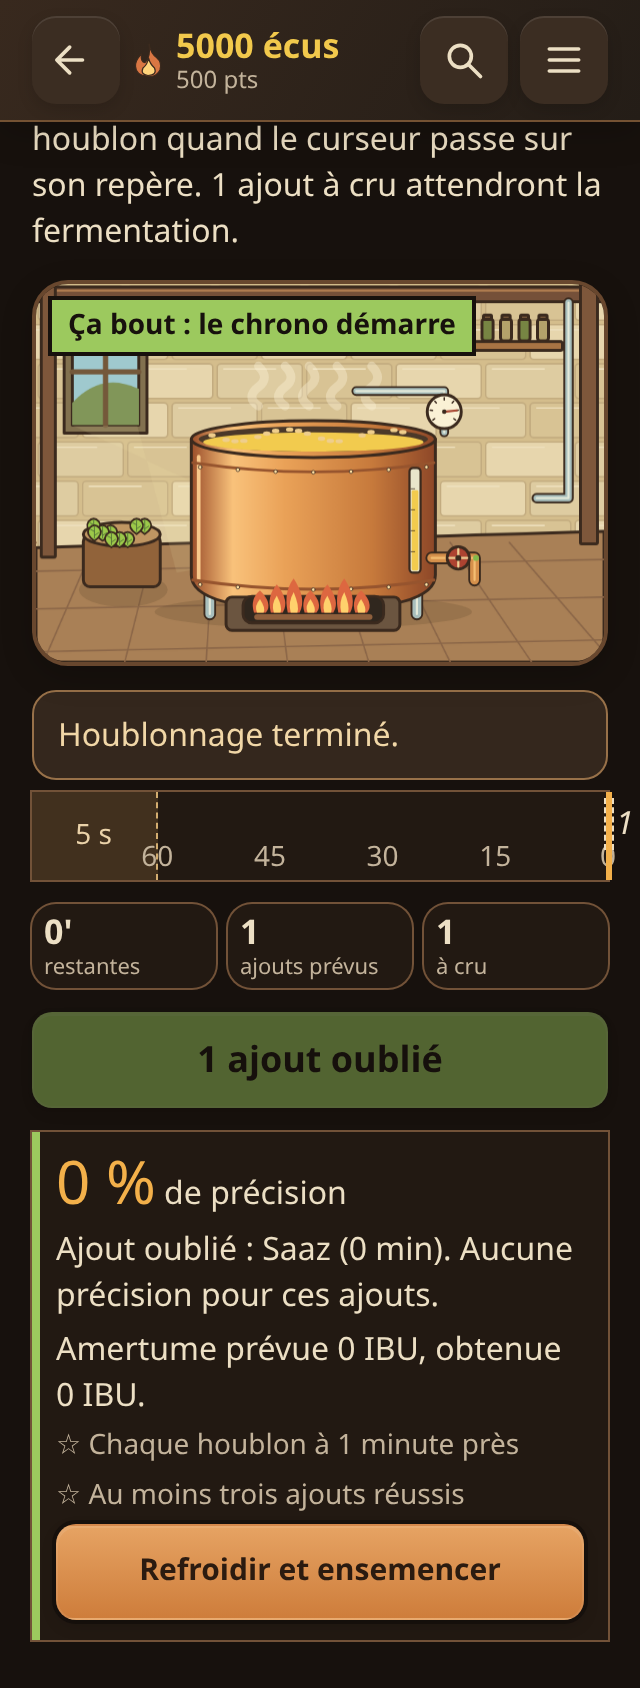 5000 écus
500 pts
houblon quand le curseur passe sur
son repère. 1 ajout à cru attendront la
fermentation.
Ça bout : le chrono démarre
Houblonnage terminé.
5 s
60 45 30 15 0
1
0'
restantes
1
ajouts prévus
1
à cru
1 ajout oublié
0 % de précision
Ajout oublié : Saaz (0 min). Aucune
précision pour ces ajouts.
Amertume prévue 0 IBU, obtenue
0 IBU.
☆ Chaque houblon à 1 minute près
☆ Au moins trois ajouts réussis
Refroidir et ensemencer